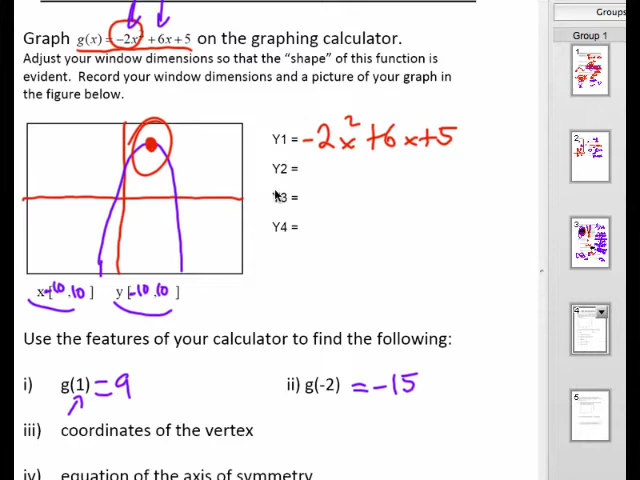 Groups
Group 1
Graph g(x) = -2x² + 6x + 5 on the graphing calculator.
Adjust your window dimensions so that the “shape” of this function is
evident. Record your window dimensions and a picture of your graph in
the figure below.
Y1 = -2x² + 6x + 5
Y2 =
Y3 =
Y4 =
x[-10, 10 ] y [-10, 10 ]
Use the features of your calculator to find the following:
i) g(1) = 9 ii) g(-2) = -15
iii) coordinates of the vertex
iv) equation of the axis of symmetry
1
2
3
4
5